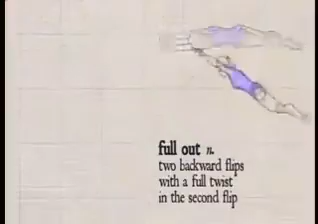 full out n.
two backward flips
with a full twist
in the second flip